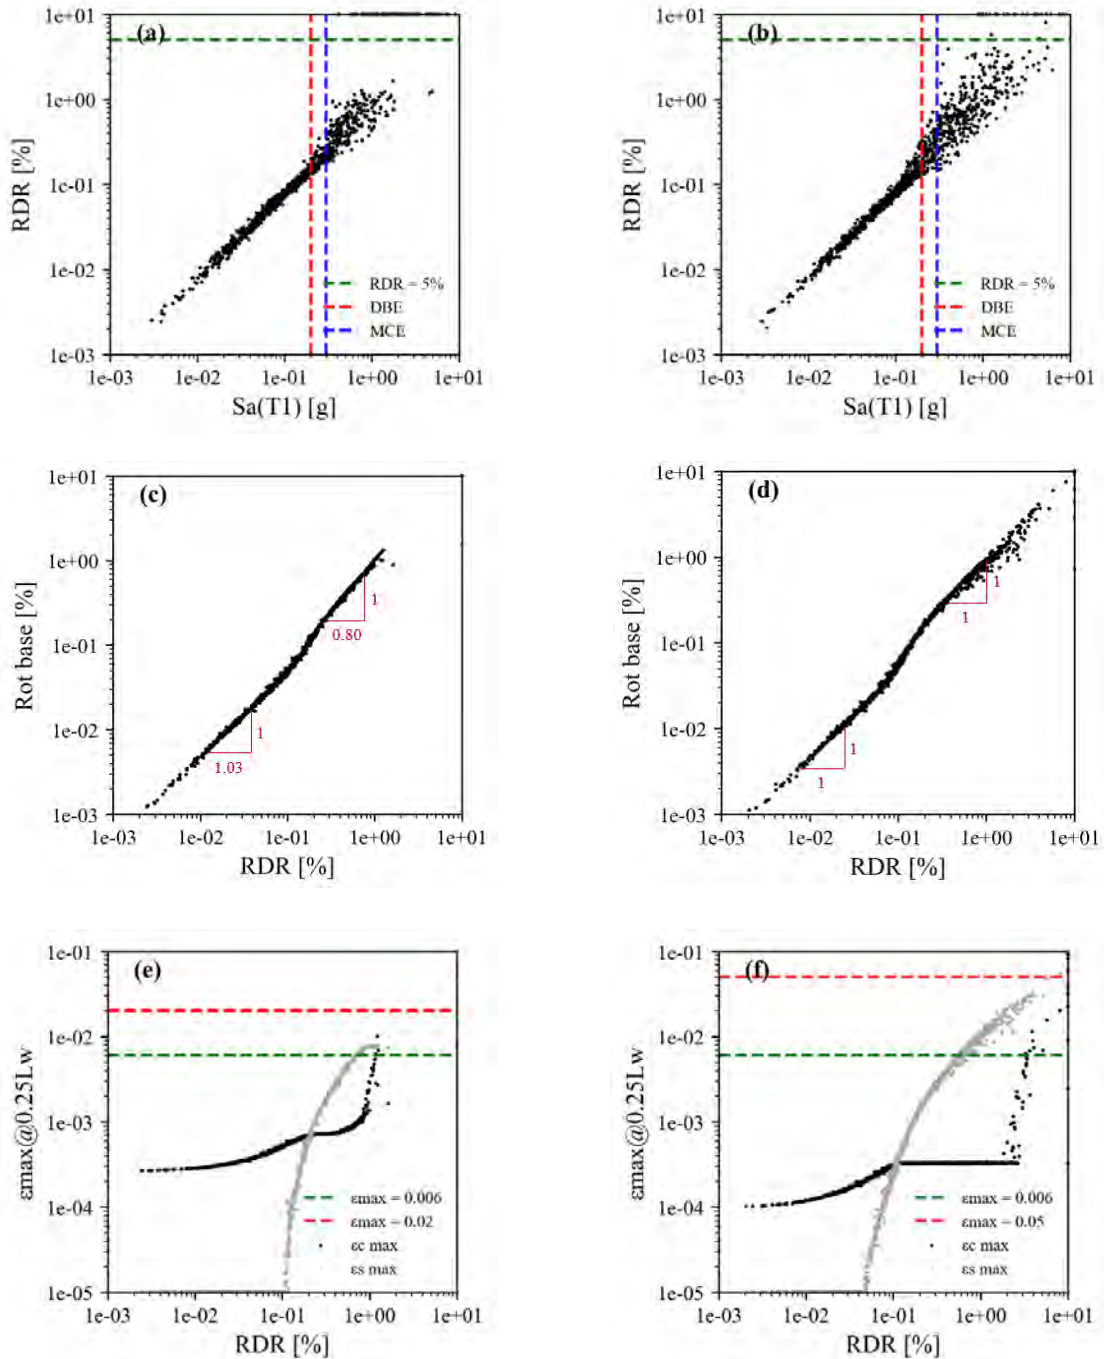 (a)
1e+01
1e+00
1e-01
1e-02
1e-03
RDR [%]
RDR = 5%
DBE
MCE
1e-03 1e-02 1e-01 1e+00 1e+01
Sa(T1) [g]
(b)
1e+01
1e+00
1e-01
1e-02
1e-03
RDR [%]
RDR = 5%
DBE
MCE
1e-03 1e-02 1e-01 1e+00 1e+01
Sa(T1) [g]
(c)
1e+01
1e+00
1e-01
1e-02
1e-03
Rot base [%]
1
0.80
1
1.03
1e-03 1e-02 1e-01 1e+00 1e+01
RDR [%]
(d)
1e+01
1e+00
1e-01
1e-02
1e-03
Rot base [%]
1
1
1
1
1e-03 1e-02 1e-01 1e+00 1e+01
RDR [%]
(e)
1e-01
1e-02
1e-03
1e-04
1e-05
εmax@0.25Lw
εmax = 0.006
εmax = 0.02
εc max
εs max
1e-03 1e-02 1e-01 1e+00 1e+01
RDR [%]
(f)
1e-01
1e-02
1e-03
1e-04
1e-05
εmax@0.25Lw
εmax = 0.006
εmax = 0.05
εc max
εs max
1e-03 1e-02 1e-01 1e+00 1e+01
RDR [%]